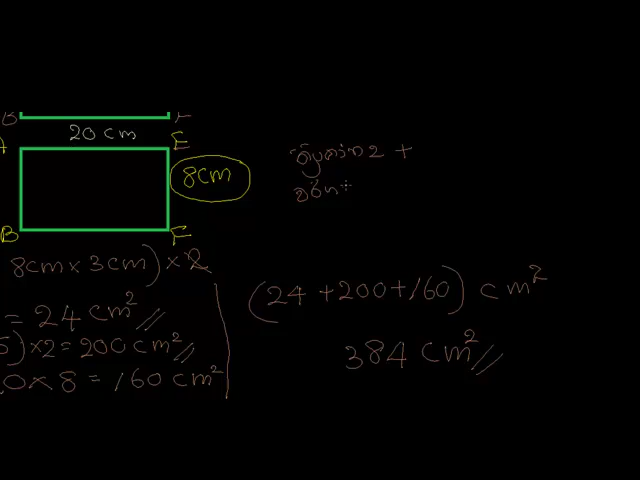 20 cm
A E
8cm
B F
8cm x 3cm) x 2
= 24 cm²
) x 2 = 200 cm²
0 x 8 = 160 cm²
(24 + 200 + 160) cm²
384 cm²